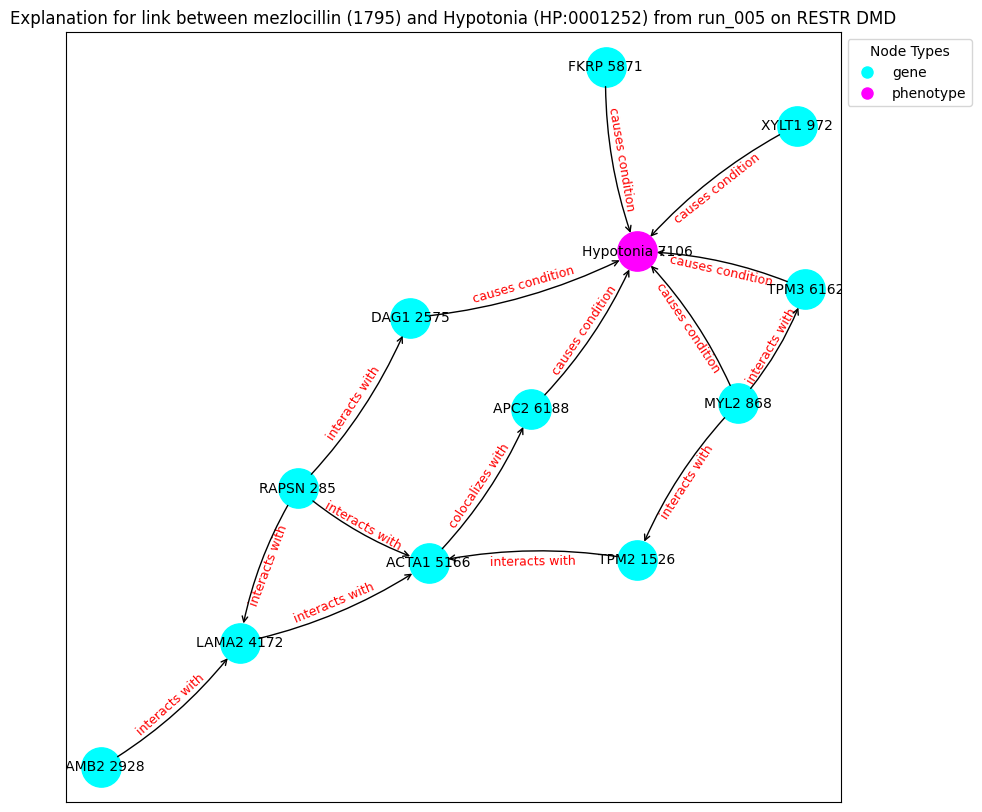 Explanation for link between mezlocillin (1795) and Hypotonia (HP:0001252) from run_005 on RESTR DMD
Node Types
gene
phenotype
FKRP 5871
XYLT1 972
causes condition
causes condition
Hypotonia 7106
causes condition
TPM3 6162
causes condition
DAG1 2575
causes condition
causes condition
interacts with
APC2 6188
MYL2 868
interacts with
colocalizes with
interacts with
RAPSN 285
interacts with
interacts with
ACTA1 5166
interacts with
TPM2 1526
interacts with
LAMA2 4172
interacts with
AMB2 2928